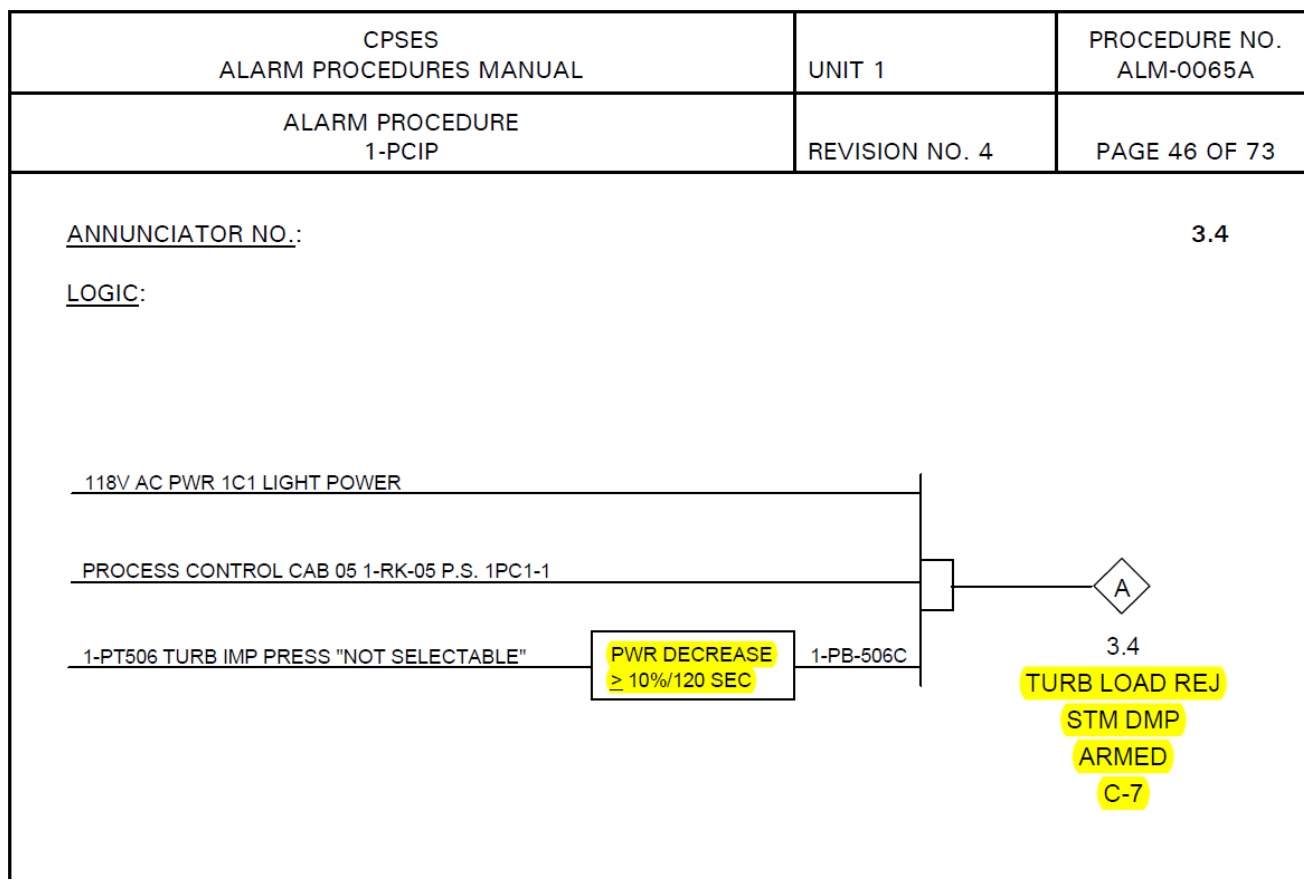 CPSES
ALARM PROCEDURES MANUAL
UNIT 1
PROCEDURE NO.
ALM-0065A
ALARM PROCEDURE
1-PCIP
REVISION NO. 4
PAGE 46 OF 73
ANNUNCIATOR NO.:
3.4
LOGIC:
118V AC PWR 1C1 LIGHT POWER
PROCESS CONTROL CAB 05 1-RK-05 P.S. 1PC1-1
A
1-PT506 TURB IMP PRESS "NOT SELECTABLE"
PWR DECREASE
≥ 10%/120 SEC
1-PB-506C
3.4
TURB LOAD REJ
STM DMP
ARMED
C-7